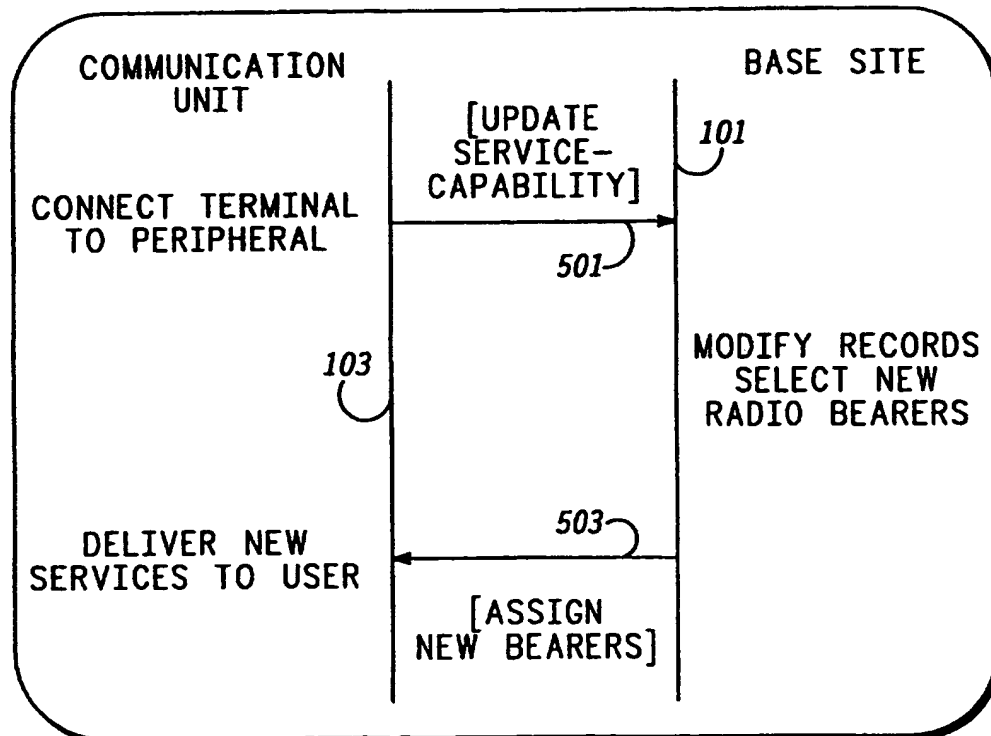 COMMUNICATION
UNIT
BASE SITE
[UPDATE
SERVICE-
CAPABILITY]
101
CONNECT TERMINAL
TO PERIPHERAL
501
103
MODIFY RECORDS
SELECT NEW
RADIO BEARERS
503
DELIVER NEW
SERVICES TO USER
[ASSIGN
NEW BEARERS]